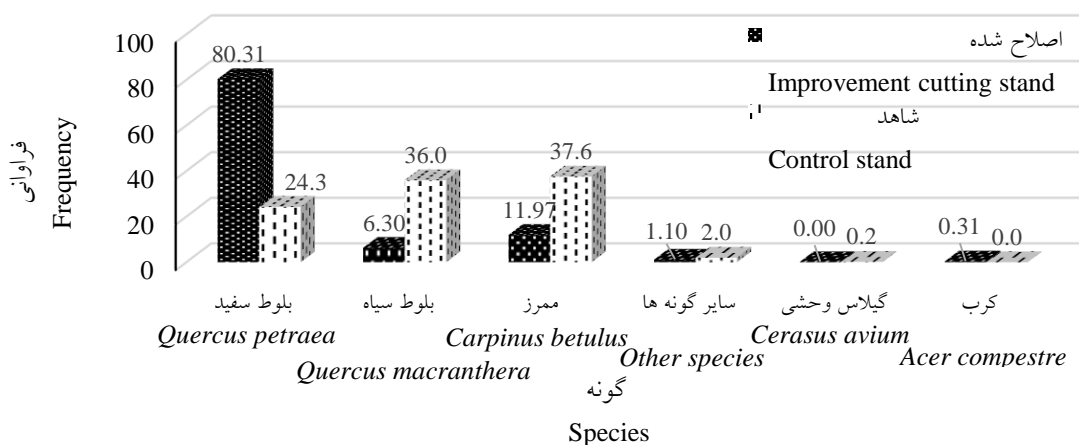 100
80
60
40
20
0
فراوانی
Frequency
80.31
24.3
6.30
36.0
11.97
37.6
1.10
2.0
0.00
0.2
0.31
0.0
اصلاح شده
Improvement cutting stand
شاهد
Control stand
بلوط سفید
Quercus petraea
بلوط سیاه
Quercus macranthera
ممرز
Carpinus betulus
سایر گونه ها
Other species
گیلاس وحشی
Cerasus avium
کرب
Acer compestre
گونه
Species